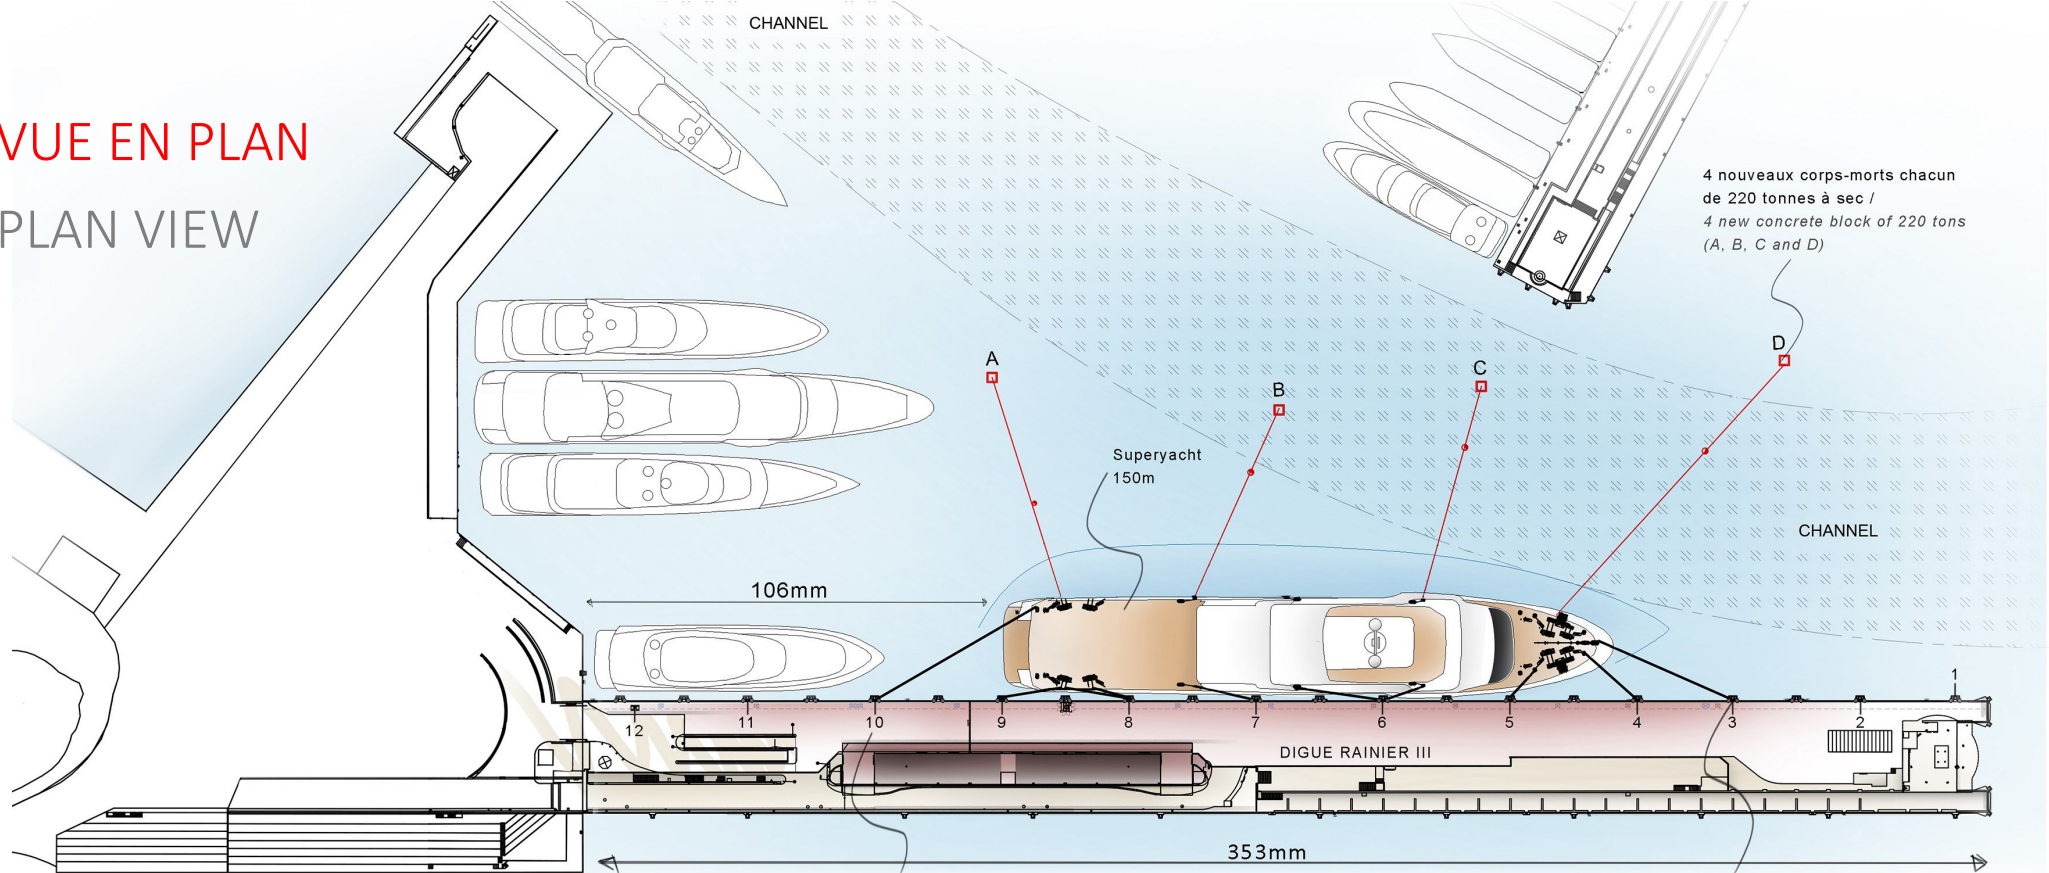 CHANNEL
VUE EN PLAN
PLAN VIEW
4 nouveaux corps-morts chacun
de 220 tonnes à sec /
4 new concrete block of 220 tons
(A, B, C and D)
A
B
C
D
Superyacht
150m
CHANNEL
106mm
1
12
11
10
9
8
7
6
5
4
3
2
DIGUE RAINIER III
353mm